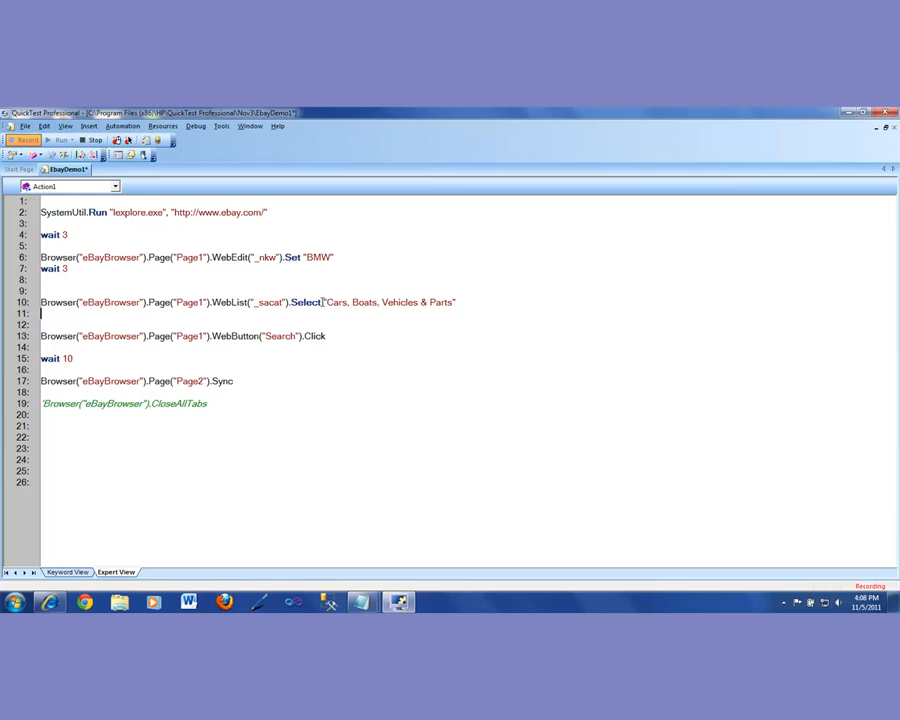 QuickTest Professional - [C:\Program Files (x86)\HP\QuickTest Professional\Nov3\EbayDemo1*]
File Edit View Insert Automation Resources Debug Tools Window Help
Record Run Stop
Start Page EbayDemo1*
Action1
1:
2: SystemUtil.Run "Iexplore.exe", "http://www.ebay.com/"
3:
4: wait 3
5:
6: Browser("eBayBrowser").Page("Page1").WebEdit("_nkw").Set "BMW"
7: wait 3
8:
9:
10: Browser("eBayBrowser").Page("Page1").WebList("_sacat").Select "Cars, Boats, Vehicles & Parts"
11:
12:
13: Browser("eBayBrowser").Page("Page1").WebButton("Search").Click
14:
15: wait 10
16:
17: Browser("eBayBrowser").Page("Page2").Sync
18:
19: 'Browser("eBayBrowser").CloseAllTabs
20:
21:
22:
23:
24:
25:
26:
Keyword View Expert View
Recording
4:08 PM
11/5/2011